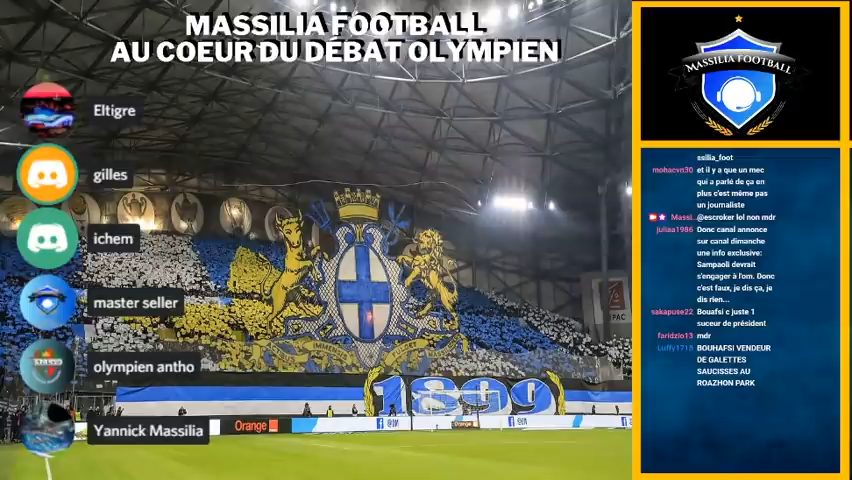 MASSILIA FOOTBALL
AU COEUR DU DÉBAT OLYMPIEN
Eltigre
gilles
ichem
master seller
olympien antho
Yannick Massilia
1899
Orange
MASSILIA FOOTBALL
ssilia_foot
mohacvn30 et il y a que un mec
qui a parlé de ça en
plus c'est même pas
un journaliste
Massi... @escroker lol non mdr
juliaa1986 Donc canal annonce
sur canal dimanche
une info exclusive:
Sampaoli devrait
s'engager à l'om. Donc
c'est faux, je dis ça, je
dis rien...
sakapuse22 Bouafsi c juste 1
suceur de président
faridzio13 mdr
Luffy1713 BOUHAFSI VENDEUR
DE GALETTES
SAUCISSES AU
ROAZHON PARK